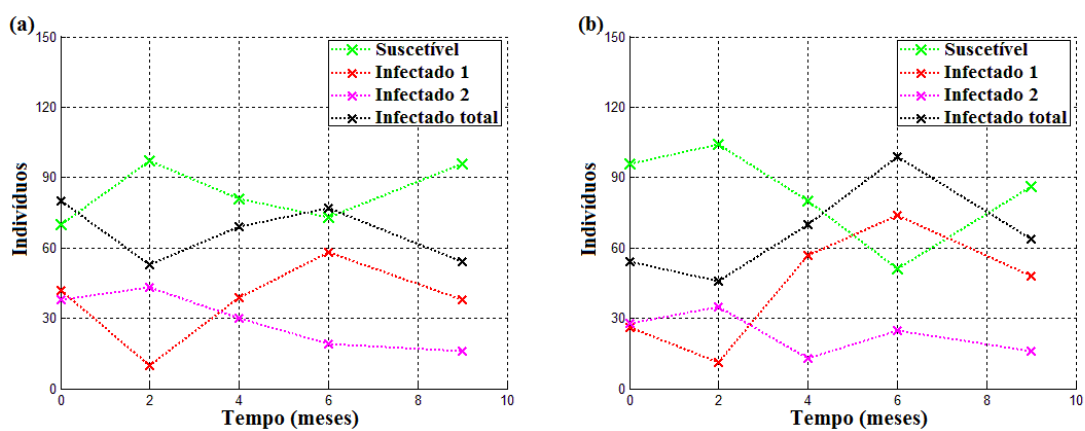 (a)
150
120
90
60
30
0
Indivíduos
0 2 4 6 8 10
Tempo (meses)
Suscetível
Infectado 1
Infectado 2
Infectado total
(b)
150
120
90
60
30
0
Indivíduos
0 2 4 6 8 10
Tempo (meses)
Suscetível
Infectado 1
Infectado 2
Infectado total